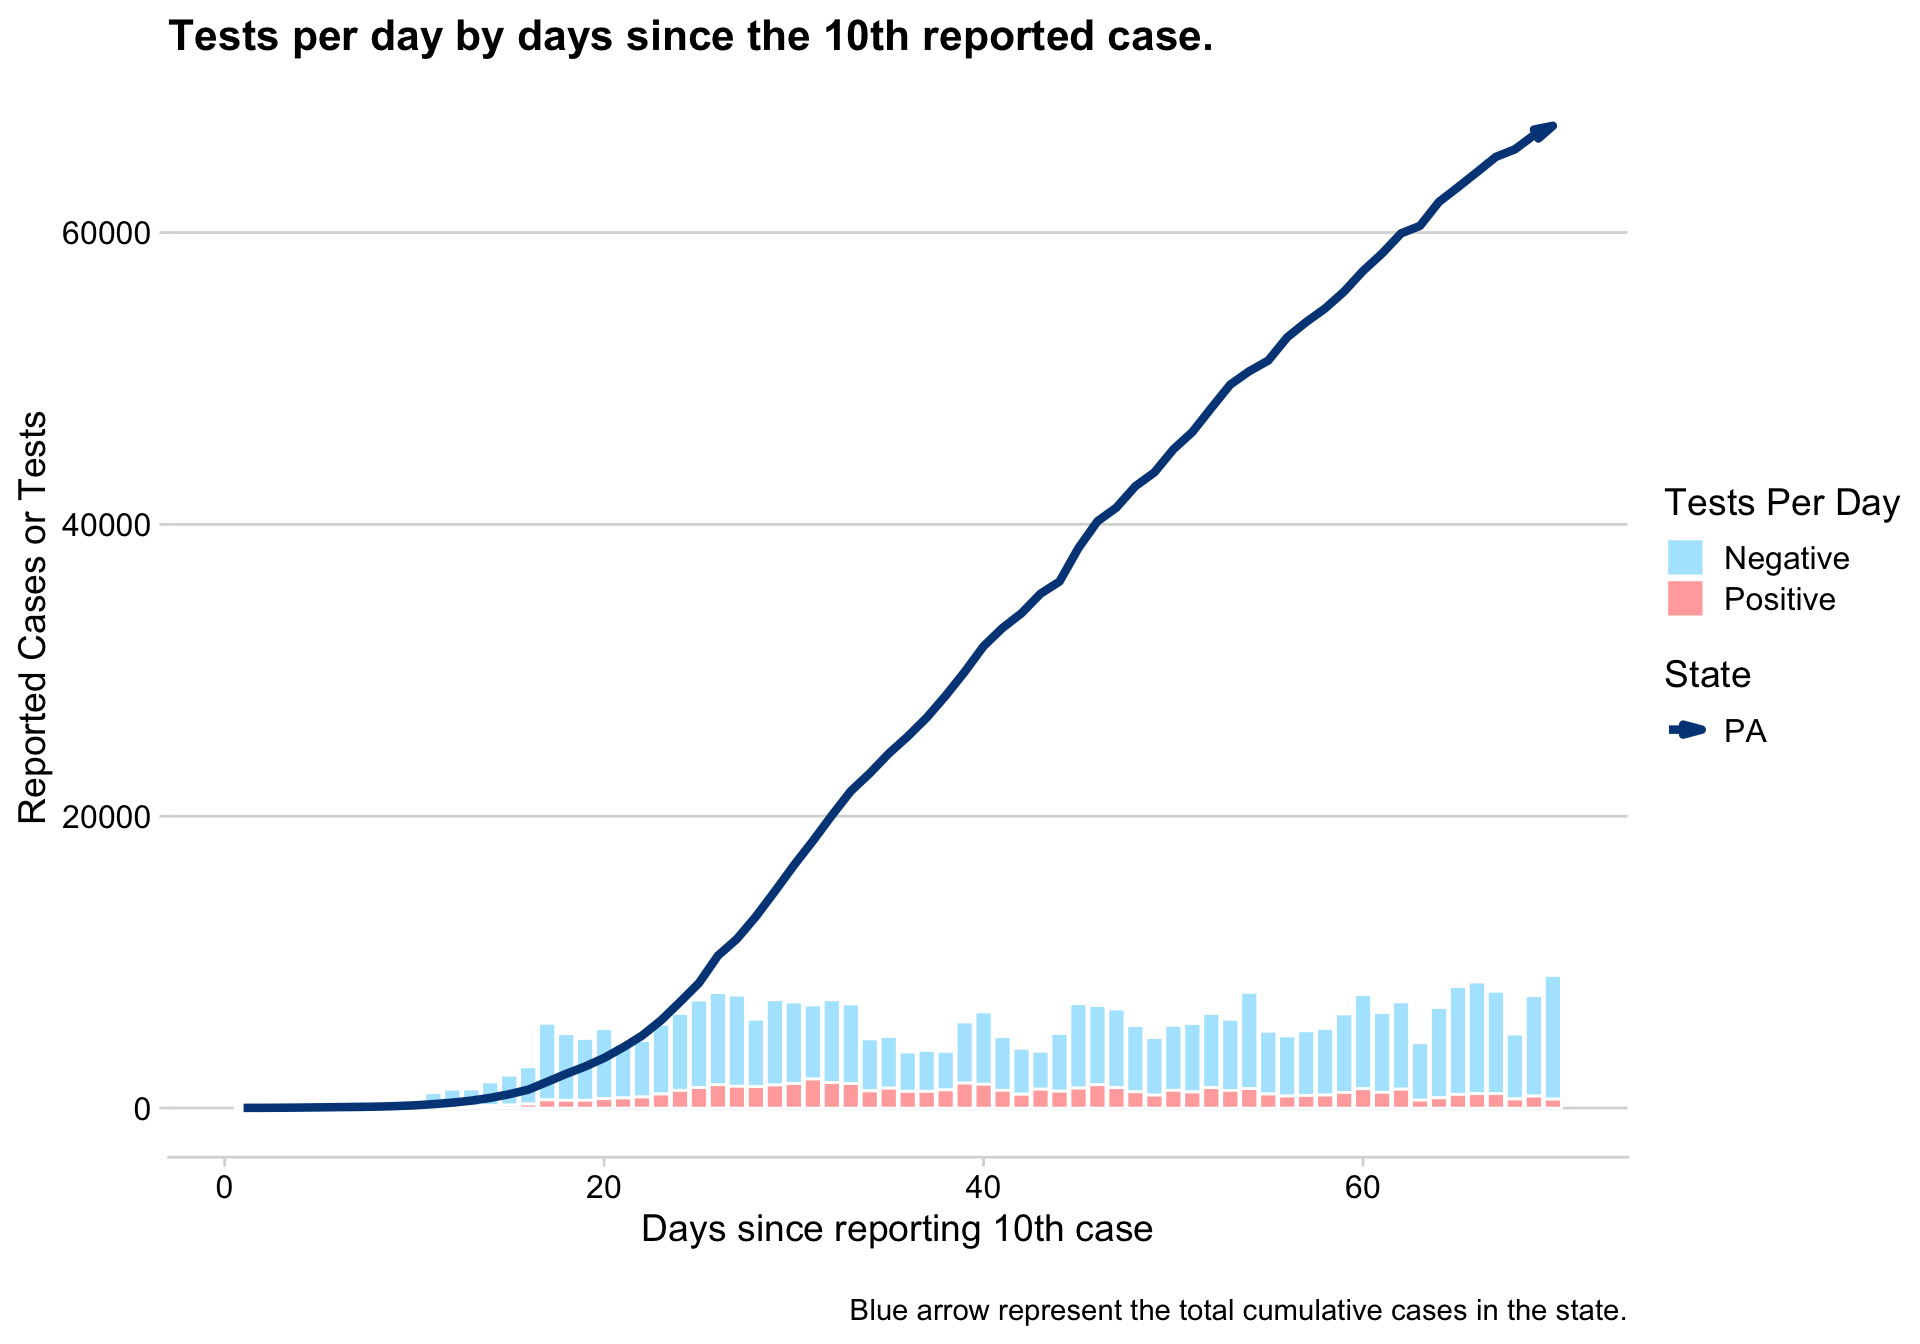 Tests per day by days since the 10th reported case.
Reported Cases or Tests
60000
40000
20000
0
0 20 40 60
Days since reporting 10th case
Tests Per Day
Negative
Positive
State
PA
Blue arrow represent the total cumulative cases in the state.